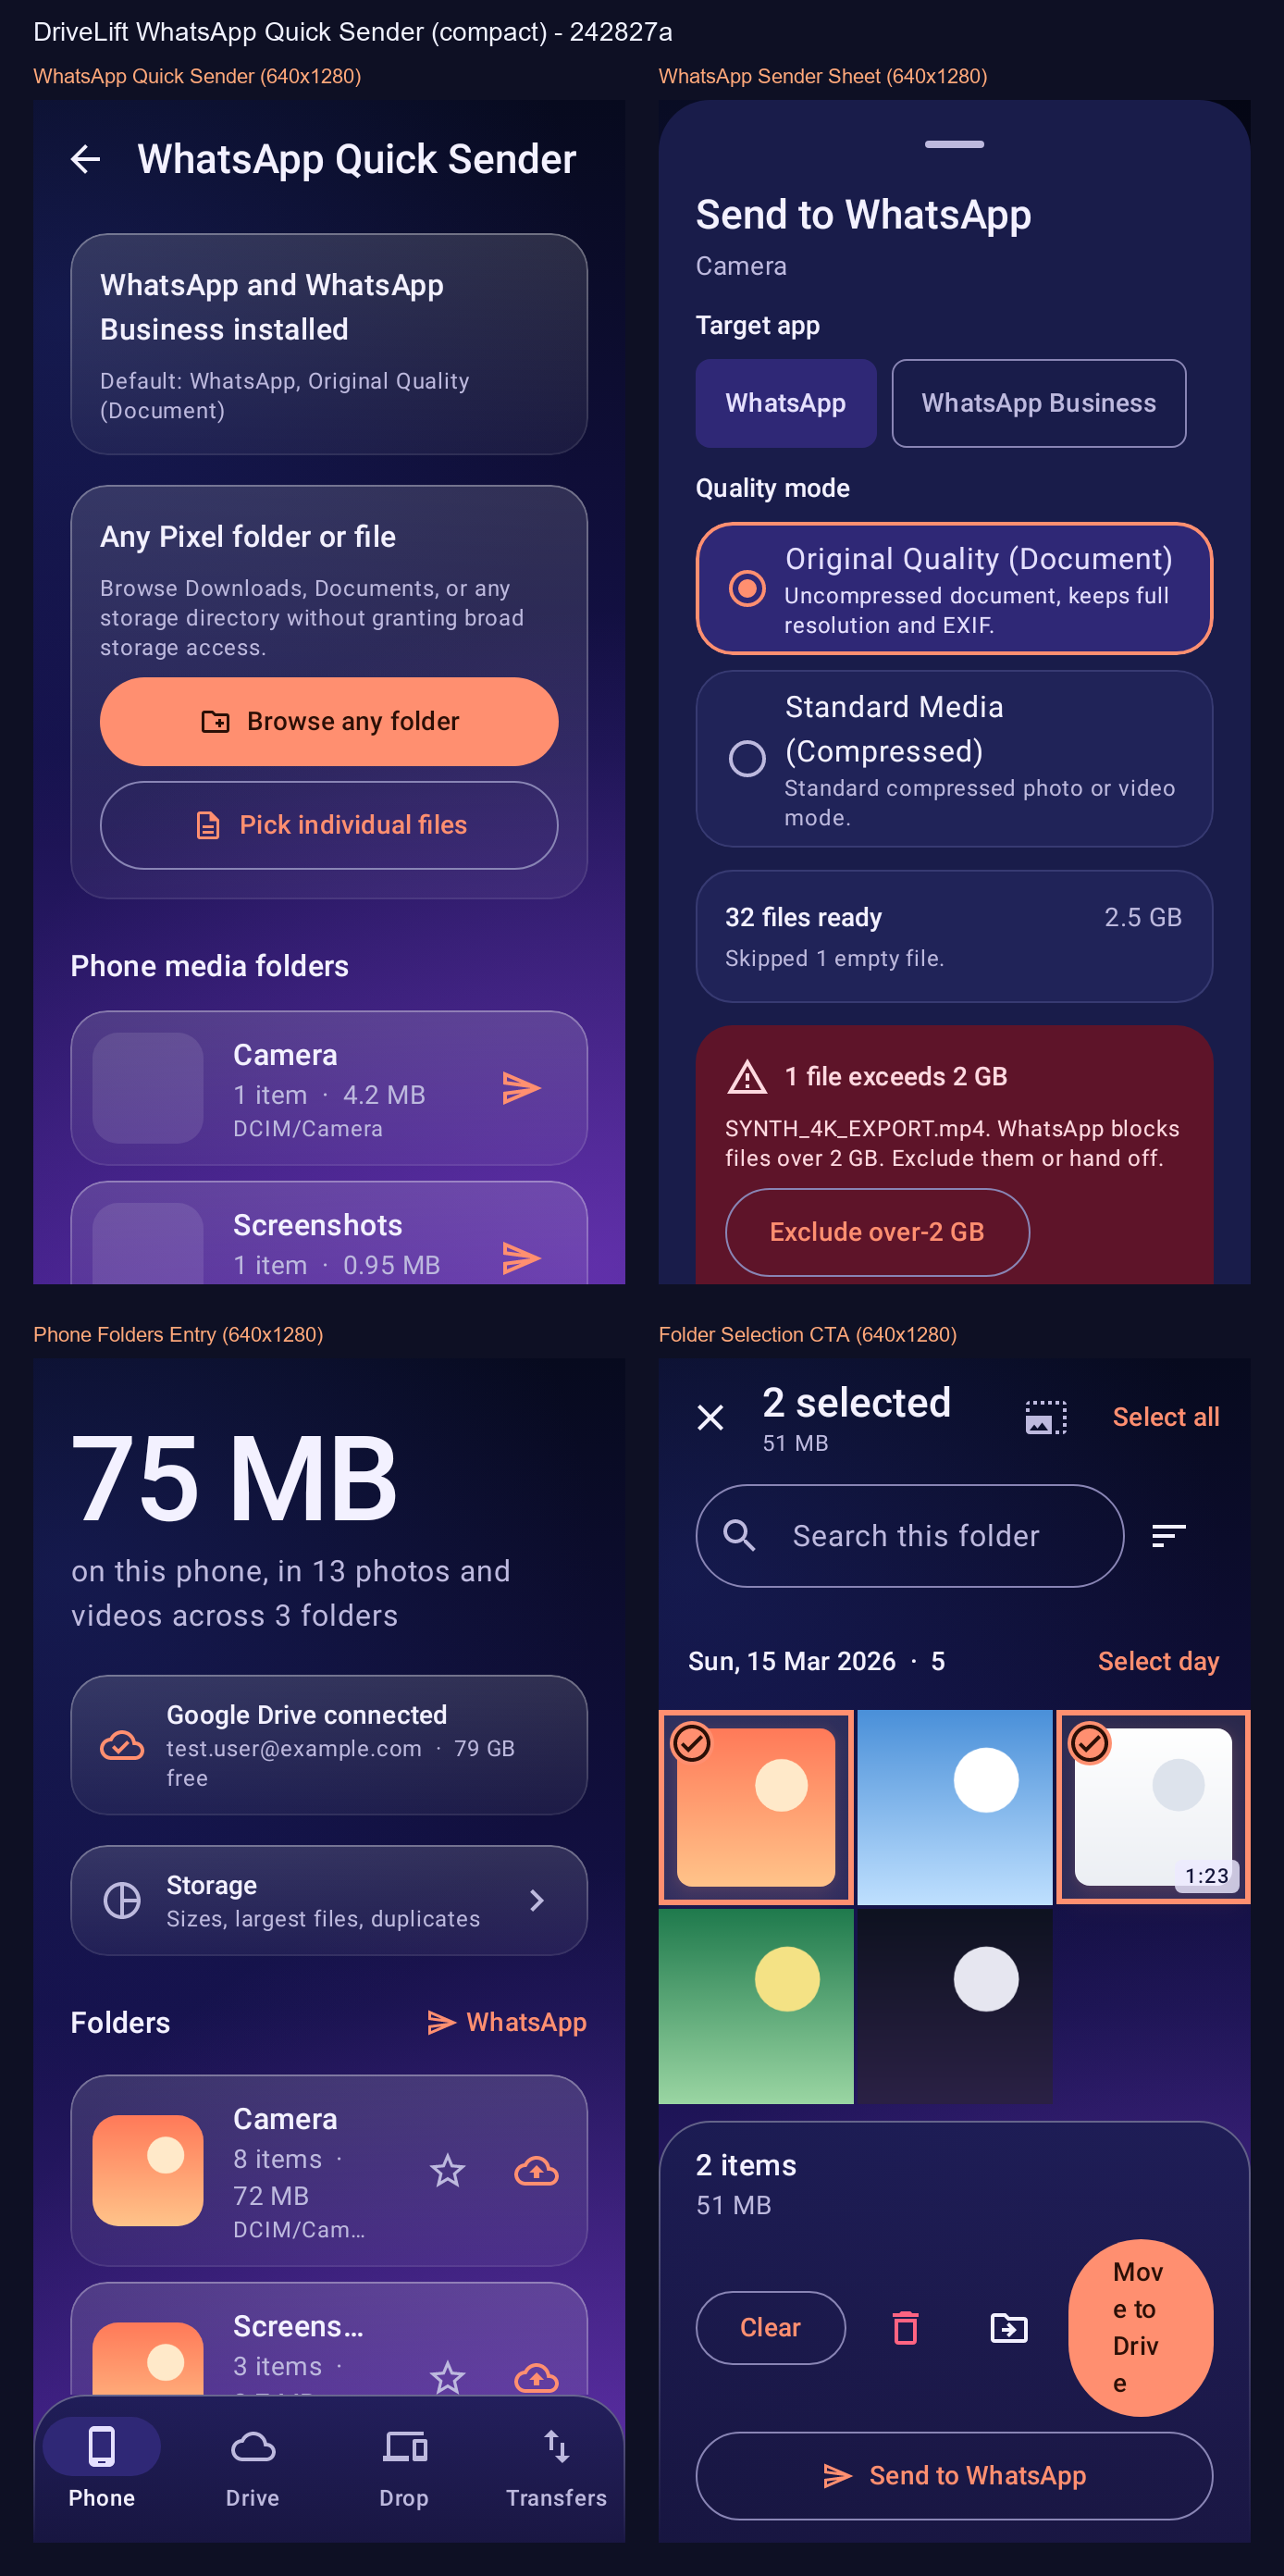 DriveLift WhatsApp Quick Sender (compact) - 242827a
WhatsApp Quick Sender (640x1280)
WhatsApp Quick Sender
WhatsApp and WhatsApp
Business installed
Default: WhatsApp, Original Quality
(Document)
Any Pixel folder or file
Browse Downloads, Documents, or any
storage directory without granting broad
storage access.
Browse any folder
Pick individual files
Phone media folders
Camera
1 item · 4.2 MB
DCIM/Camera
Screenshots
1 item · 0.95 MB
WhatsApp Sender Sheet (640x1280)
Send to WhatsApp
Camera
Target app
WhatsApp
WhatsApp Business
Quality mode
Original Quality (Document)
Uncompressed document, keeps full
resolution and EXIF.
Standard Media
(Compressed)
Standard compressed photo or video
mode.
32 files ready
2.5 GB
Skipped 1 empty file.
1 file exceeds 2 GB
SYNTH_4K_EXPORT.mp4. WhatsApp blocks
files over 2 GB. Exclude them or hand off.
Exclude over-2 GB
Phone Folders Entry (640x1280)
75 MB
on this phone, in 13 photos and
videos across 3 folders
Google Drive connected
test.user@example.com · 79 GB
free
Storage
Sizes, largest files, duplicates
Folders
WhatsApp
Camera
8 items ·
72 MB
DCIM/Cam…
Screens…
3 items ·
Phone
Drive
Drop
Transfers
Folder Selection CTA (640x1280)
2 selected
51 MB
Select all
Search this folder
Sun, 15 Mar 2026 · 5
Select day
1:23
2 items
51 MB
Clear
Mov
e to
Driv
e
Send to WhatsApp